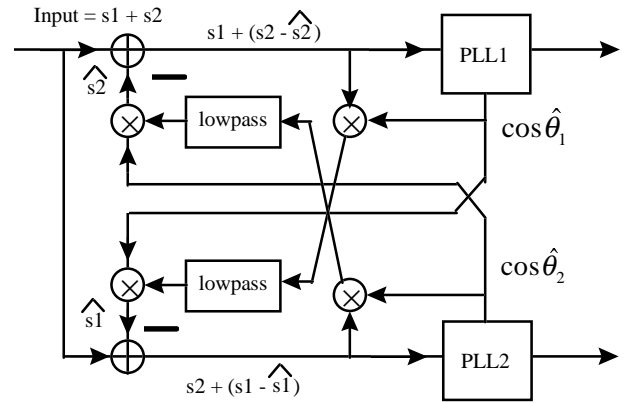 Input = s1 + s2
s1 + (s2 - ŝ2)
PLL1
ŝ2
lowpass
cos θ̂₁
lowpass
cos θ̂₂
ŝ1
PLL2
s2 + (s1 - ŝ1)